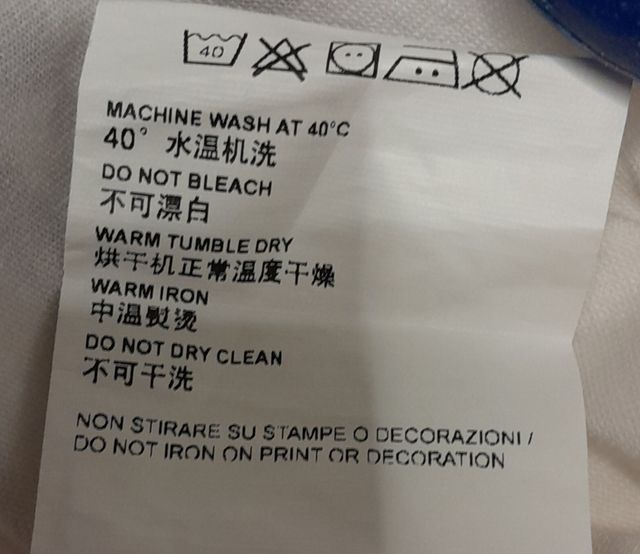 40
MACHINE WASH AT 40°C
40° 水温机洗
DO NOT BLEACH
不可漂白
WARM TUMBLE DRY
烘干机正常温度干燥
WARM IRON
中温熨烫
DO NOT DRY CLEAN
不可干洗
NON STIRARE SU STAMPE O DECORAZIONI /
DO NOT IRON ON PRINT OR DECORATION